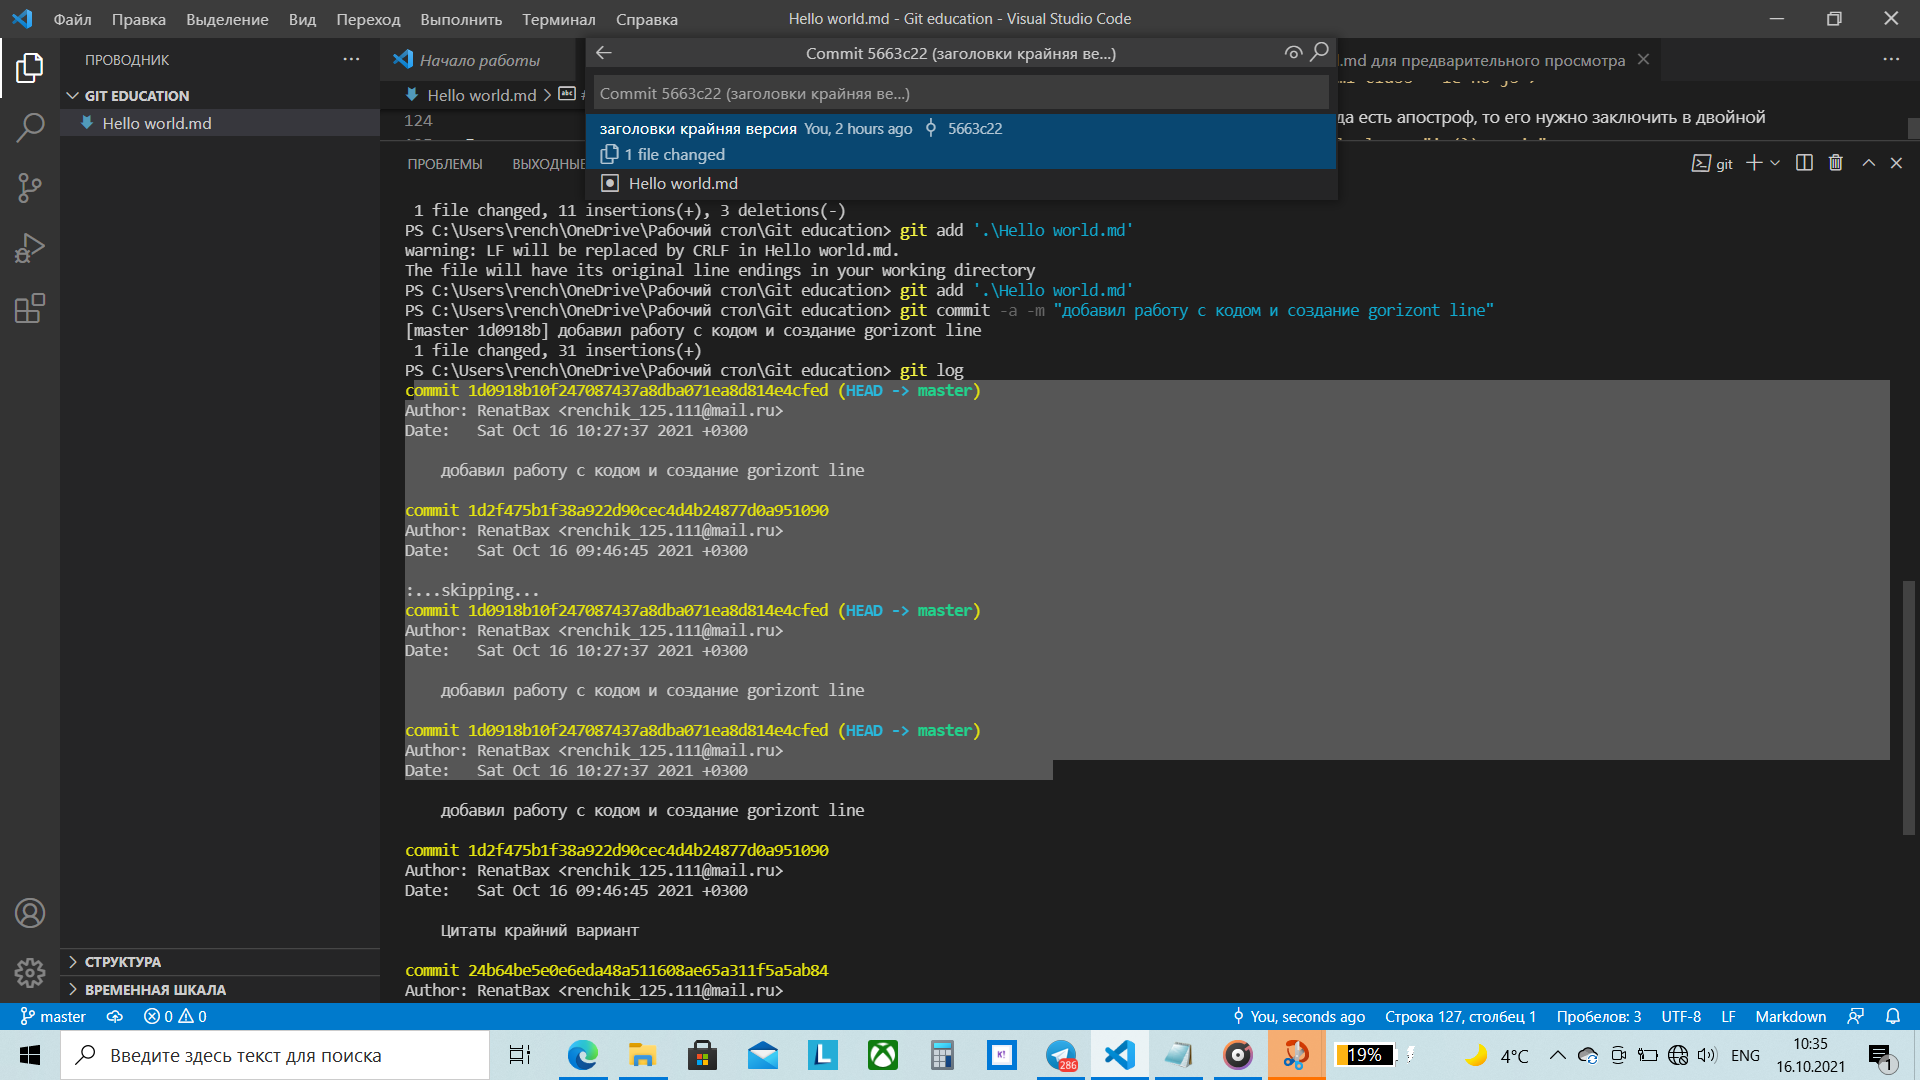 Файл Правка Выделение Вид Переход Выполнить Терминал Справка
Hello world.md - Git education - Visual Studio Code
ПРОВОДНИК
GIT EDUCATION
Hello world.md
СТРУКТУРА
ВРЕМЕННАЯ ШКАЛА
Начало работы
.md для предварительного просмотра
Hello world.md
124
Commit 5663c22 (заголовки крайняя ве...)
Commit 5663c22 (заголовки крайняя ве...)
заголовки крайняя версия You, 2 hours ago 5663c22
1 file changed
Hello world.md
да есть апостроф, то его нужно заключить в двойной
ПРОБЛЕМЫ ВЫХОДНЫЕ
git
1 file changed, 11 insertions(+), 3 deletions(-)
PS C:\Users\rench\OneDrive\Рабочий стол\Git education> git add '.\Hello world.md'
warning: LF will be replaced by CRLF in Hello world.md.
The file will have its original line endings in your working directory
PS C:\Users\rench\OneDrive\Рабочий стол\Git education> git add '.\Hello world.md'
PS C:\Users\rench\OneDrive\Рабочий стол\Git education> git commit -a -m "добавил работу с кодом и создание gorizont line"
[master 1d0918b] добавил работу с кодом и создание gorizont line
1 file changed, 31 insertions(+)
PS C:\Users\rench\OneDrive\Рабочий стол\Git education> git log
commit 1d0918b10f247087437a8dba071ea8d814e4cfed (HEAD -> master)
Author: RenatBax <renchik_125.111@mail.ru>
Date:   Sat Oct 16 10:27:37 2021 +0300
добавил работу с кодом и создание gorizont line
commit 1d2f475b1f38a922d90cec4d4b24877d0a951090
Author: RenatBax <renchik_125.111@mail.ru>
Date:   Sat Oct 16 09:46:45 2021 +0300
:...skipping...
commit 1d0918b10f247087437a8dba071ea8d814e4cfed (HEAD -> master)
Author: RenatBax <renchik_125.111@mail.ru>
Date:   Sat Oct 16 10:27:37 2021 +0300
добавил работу с кодом и создание gorizont line
commit 1d0918b10f247087437a8dba071ea8d814e4cfed (HEAD -> master)
Author: RenatBax <renchik_125.111@mail.ru>
Date:   Sat Oct 16 10:27:37 2021 +0300
добавил работу с кодом и создание gorizont line
commit 1d2f475b1f38a922d90cec4d4b24877d0a951090
Author: RenatBax <renchik_125.111@mail.ru>
Date:   Sat Oct 16 09:46:45 2021 +0300
Цитаты крайний вариант
commit 24b64be5e0e6eda48a511608ae65a311f5a5ab84
Author: RenatBax <renchik_125.111@mail.ru>
master 0 0 You, seconds ago Строка 127, столбец 1 Пробелов: 3 UTF-8 LF Markdown
Введите здесь текст для поиска
L
K!
286
19%
4°C
ENG
10:35
16.10.2021
1